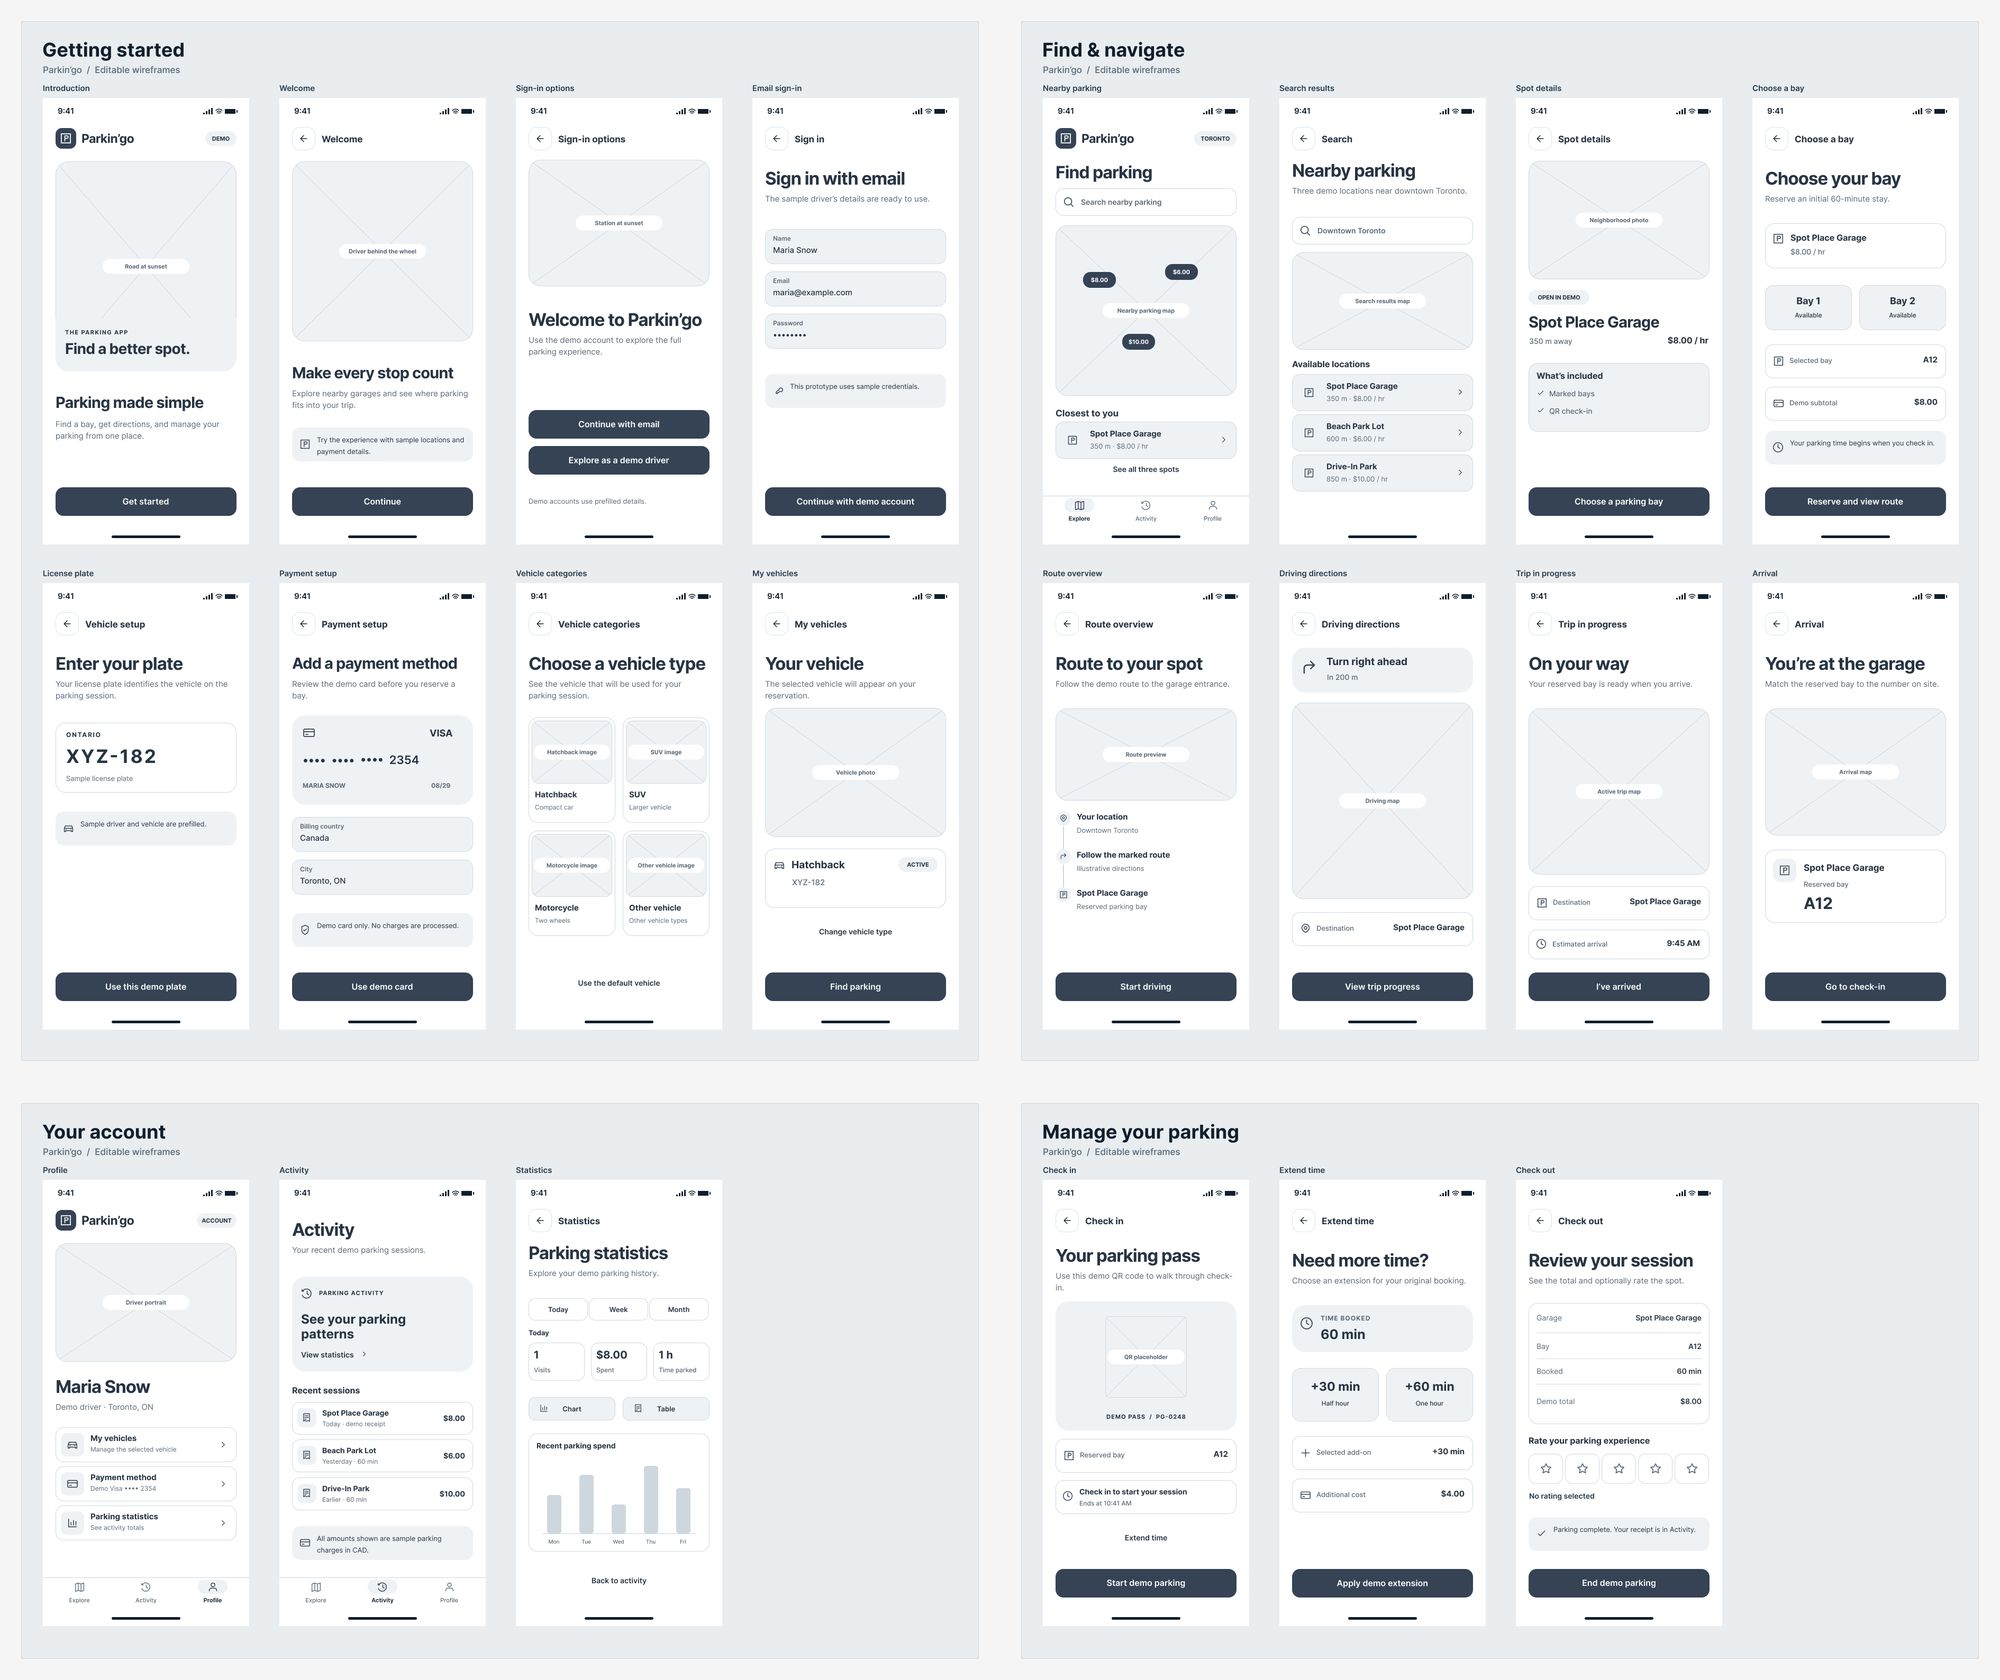 Getting started
Parkin'go / Editable wireframes
Introduction
9:41
Parkin'go
DEMO
Road at sunset
THE PARKING APP
Find a better spot.
Parking made simple
Find a bay, get directions, and manage your
parking from one place.
Get started
Welcome
9:41
Welcome
Driver behind the wheel
Make every stop count
Explore nearby garages and see where parking
fits into your trip.
Try the experience with sample locations and
payment details.
Continue
Sign-in options
9:41
Sign-in options
Station at sunset
Welcome to Parkin'go
Use the demo account to explore the full
parking experience.
Continue with email
Explore as a demo driver
Demo accounts use prefilled details.
Email sign-in
9:41
Sign in
Sign in with email
The sample driver's details are ready to use.
Name
Maria Snow
Email
maria@example.com
Password
••••••••
This prototype uses sample credentials.
Continue with demo account
License plate
9:41
Vehicle setup
Enter your plate
Your license plate identifies the vehicle on the
parking session.
ONTARIO
XYZ-182
Sample license plate
Sample driver and vehicle are prefilled.
Use this demo plate
Payment setup
9:41
Payment setup
Add a payment method
Review the demo card before you reserve a
bay.
VISA
•••• •••• •••• 2354
MARIA SNOW 08/29
Billing country
Canada
City
Toronto, ON
Demo card only. No charges are processed.
Use demo card
Vehicle categories
9:41
Vehicle categories
Choose a vehicle type
See the vehicle that will be used for your
parking session.
Hatchback image
Hatchback
Compact car
SUV image
SUV
Larger vehicle
Motorcycle image
Motorcycle
Two wheels
Other vehicle image
Other vehicle
Other vehicle types
Use the default vehicle
My vehicles
9:41
My vehicles
Your vehicle
The selected vehicle will appear on your
reservation.
Vehicle photo
Hatchback
ACTIVE
XYZ-182
Change vehicle type
Find parking
Find & navigate
Parkin'go / Editable wireframes
Nearby parking
9:41
Parkin'go
TORONTO
Find parking
Search nearby parking
$8.00
$6.00
Nearby parking map
$10.00
Closest to you
Spot Place Garage
350 m · $8.00 / hr
See all three spots
Explore
Activity
Profile
Search results
9:41
Search
Nearby parking
Three demo locations near downtown Toronto.
Downtown Toronto
Search results map
Available locations
Spot Place Garage
350 m · $8.00 / hr
Beach Park Lot
600 m · $6.00 / hr
Drive-In Park
850 m · $10.00 / hr
Spot details
9:41
Spot details
Neighborhood photo
OPEN IN DEMO
Spot Place Garage
350 m away
$8.00 / hr
What's included
Marked bays
QR check-in
Choose a parking bay
Choose a bay
9:41
Choose a bay
Choose your bay
Reserve an initial 60-minute stay.
Spot Place Garage
$8.00 / hr
Bay 1
Available
Bay 2
Available
Selected bay A12
Demo subtotal $8.00
Your parking time begins when you check in.
Reserve and view route
Route overview
9:41
Route overview
Route to your spot
Follow the demo route to the garage entrance.
Route preview
Your location
Downtown Toronto
Follow the marked route
Illustrative directions
Spot Place Garage
Reserved parking bay
Start driving
Driving directions
9:41
Driving directions
Turn right ahead
In 200 m
Driving map
Destination Spot Place Garage
View trip progress
Trip in progress
9:41
Trip in progress
On your way
Your reserved bay is ready when you arrive.
Active trip map
Destination Spot Place Garage
Estimated arrival 9:45 AM
I've arrived
Arrival
9:41
Arrival
You're at the garage
Match the reserved bay to the number on site.
Arrival map
Spot Place Garage
Reserved bay
A12
Go to check-in
Your account
Parkin'go / Editable wireframes
Profile
9:41
Parkin'go
ACCOUNT
Driver portrait
Maria Snow
Demo driver · Toronto, ON
My vehicles
Manage the selected vehicle
Payment method
Demo Visa •••• 2354
Parking statistics
See activity totals
Explore
Activity
Profile
Activity
9:41
Activity
Your recent demo parking sessions.
PARKING ACTIVITY
See your parking
patterns
View statistics
Recent sessions
Spot Place Garage
Today · demo receipt
$8.00
Beach Park Lot
Yesterday · 60 min
$6.00
Drive-In Park
Earlier · 60 min
$10.00
All amounts shown are sample parking
charges in CAD.
Explore
Activity
Profile
Statistics
9:41
Statistics
Parking statistics
Explore your demo parking history.
Today
Week
Month
Today
1
Visits
$8.00
Spent
1 h
Time parked
Chart
Table
Recent parking spend
Mon Tue Wed Thu Fri
Back to activity
Manage your parking
Parkin'go / Editable wireframes
Check in
9:41
Check in
Your parking pass
Use this demo QR code to walk through check-
in.
QR placeholder
DEMO PASS / PG-0248
Reserved bay A12
Check in to start your session
Ends at 10:41 AM
Extend time
Start demo parking
Extend time
9:41
Extend time
Need more time?
Choose an extension for your original booking.
TIME BOOKED
60 min
+30 min
Half hour
+60 min
One hour
Selected add-on +30 min
Additional cost $4.00
Apply demo extension
Check out
9:41
Check out
Review your session
See the total and optionally rate the spot.
Garage Spot Place Garage
Bay A12
Booked 60 min
Demo total $8.00
Rate your parking experience
No rating selected
Parking complete. Your receipt is in Activity.
End demo parking